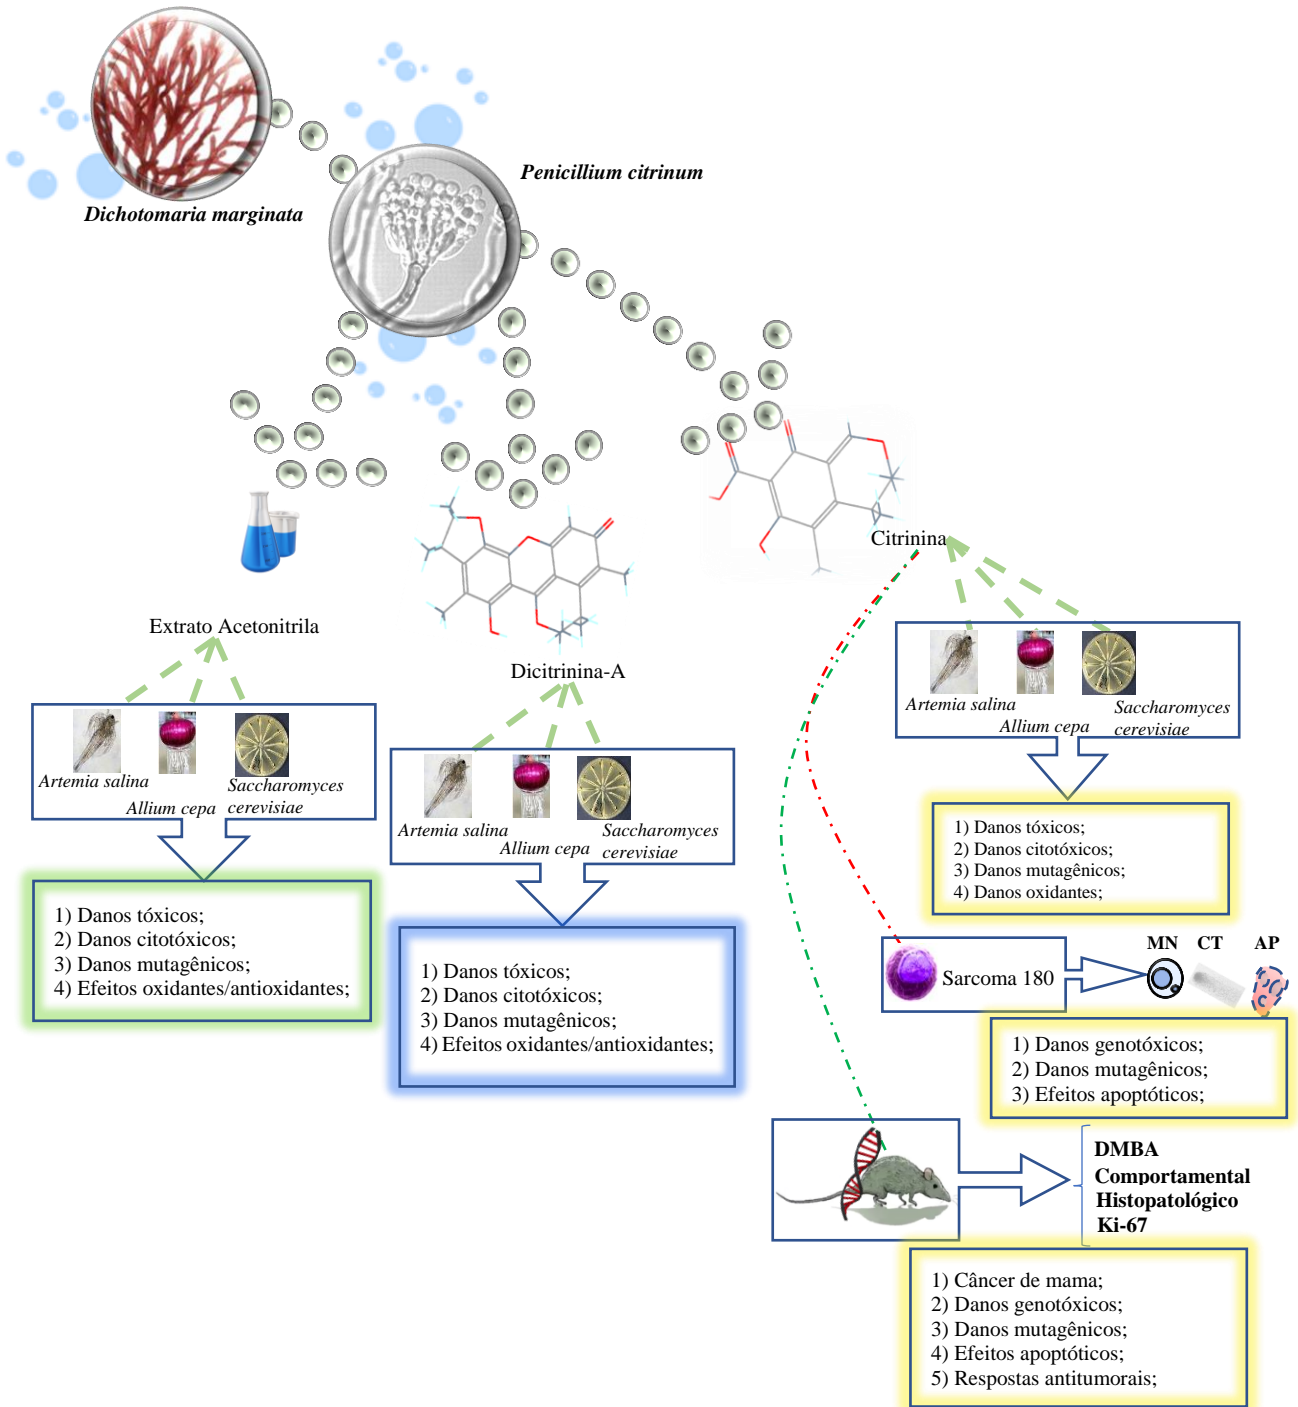 Dichotomaria marginata
Penicillium citrinum
Extrato Acetonitrila
Artemia salina
Allium cepa
Saccharomyces
cerevisiae
1) Danos tóxicos;
2) Danos citotóxicos;
3) Danos mutagênicos;
4) Efeitos oxidantes/antioxidantes;
Dicitrinina-A
Artemia salina
Allium cepa
Saccharomyces
cerevisiae
1) Danos tóxicos;
2) Danos citotóxicos;
3) Danos mutagênicos;
4) Efeitos oxidantes/antioxidantes;
Citrinina
Artemia salina
Allium cepa
Saccharomyces
cerevisiae
1) Danos tóxicos;
2) Danos citotóxicos;
3) Danos mutagênicos;
4) Danos oxidantes;
Sarcoma 180
MN CT AP
1) Danos genotóxicos;
2) Danos mutagênicos;
3) Efeitos apoptóticos;
DMBA
Comportamental
Histopatológico
Ki-67
1) Câncer de mama;
2) Danos genotóxicos;
3) Danos mutagênicos;
4) Efeitos apoptóticos;
5) Respostas antitumorais;